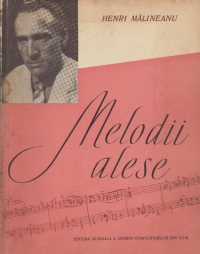 HENRI MĂLINEANU
Melodii
alese
EDITURA MUZICALĂ A UNIUNII COMPOZITORILOR DIN R.P.R.